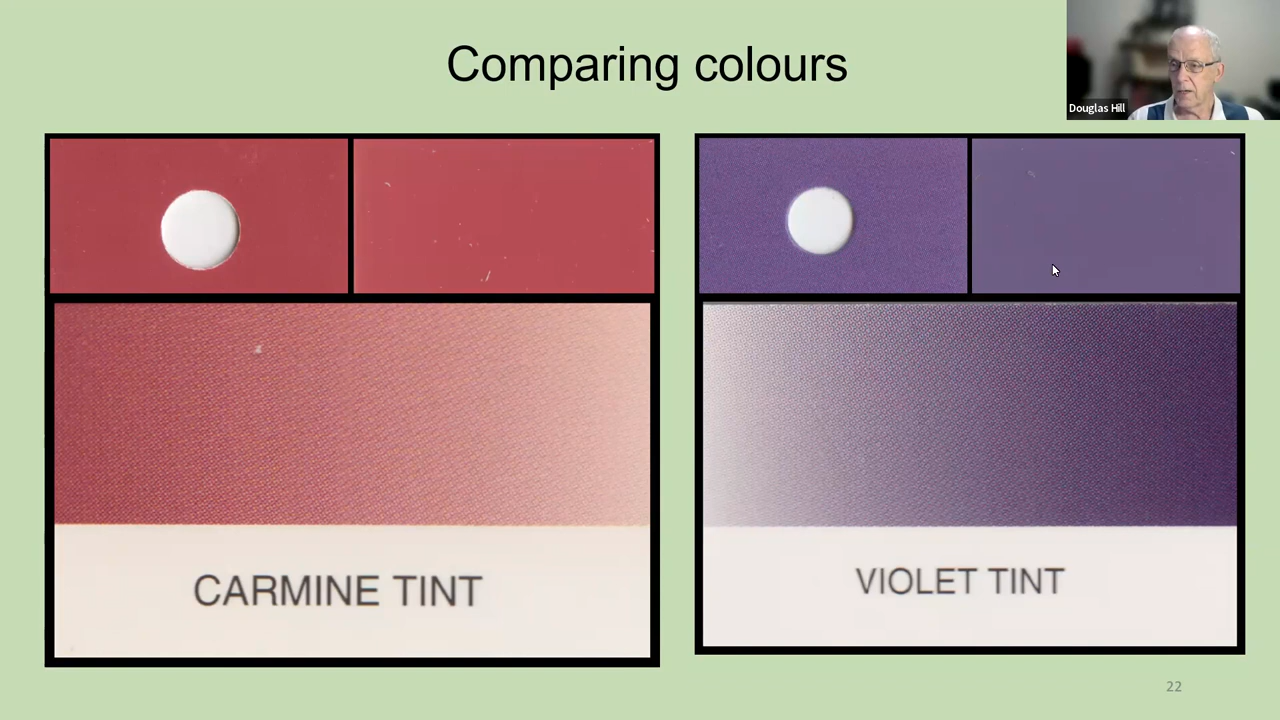 Comparing colours
Douglas Hill
CARMINE TINT
VIOLET TINT
22